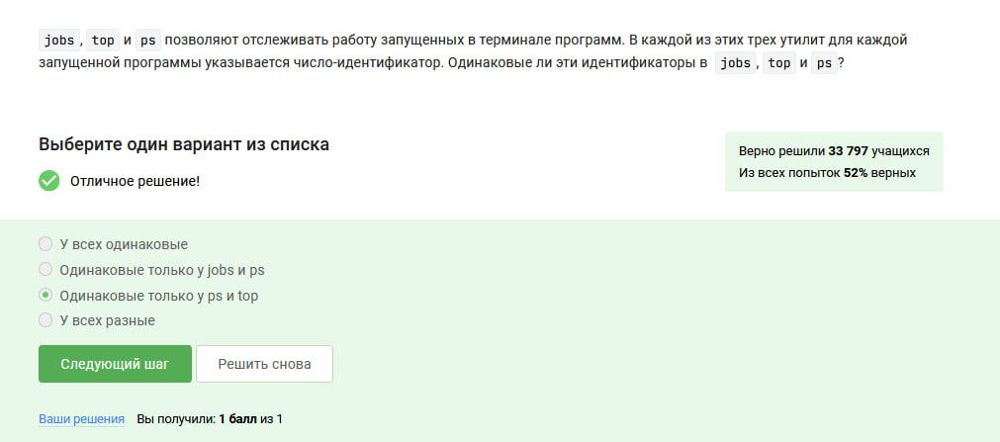 jobs, top и ps позволяют отслеживать работу запущенных в терминале программ. В каждой из этих трех утилит для каждой
запущенной программы указывается число-идентификатор. Одинаковые ли эти идентификаторы в jobs, top и ps?
Выберите один вариант из списка
Отличное решение!
Верно решили 33 797 учащихся
Из всех попыток 52% верных
У всех одинаковые
Одинаковые только у jobs и ps
Одинаковые только у ps и top
У всех разные
Следующий шаг
Решить снова
Ваши решения Вы получили: 1 балл из 1